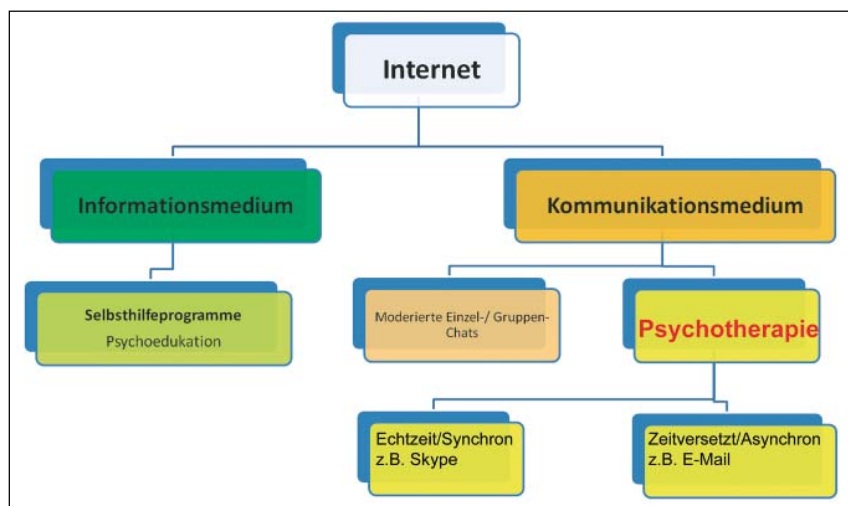 Internet
Informationsmedium
Kommunikationsmedium
Selbsthilfeprogramme
Psychoedukation
Moderierte Einzel-/ Gruppen-
Chats
Psychotherapie
Echtzeit/Synchron
z.B. Skype
Zeitversetzt/Asynchron
z.B. E-Mail